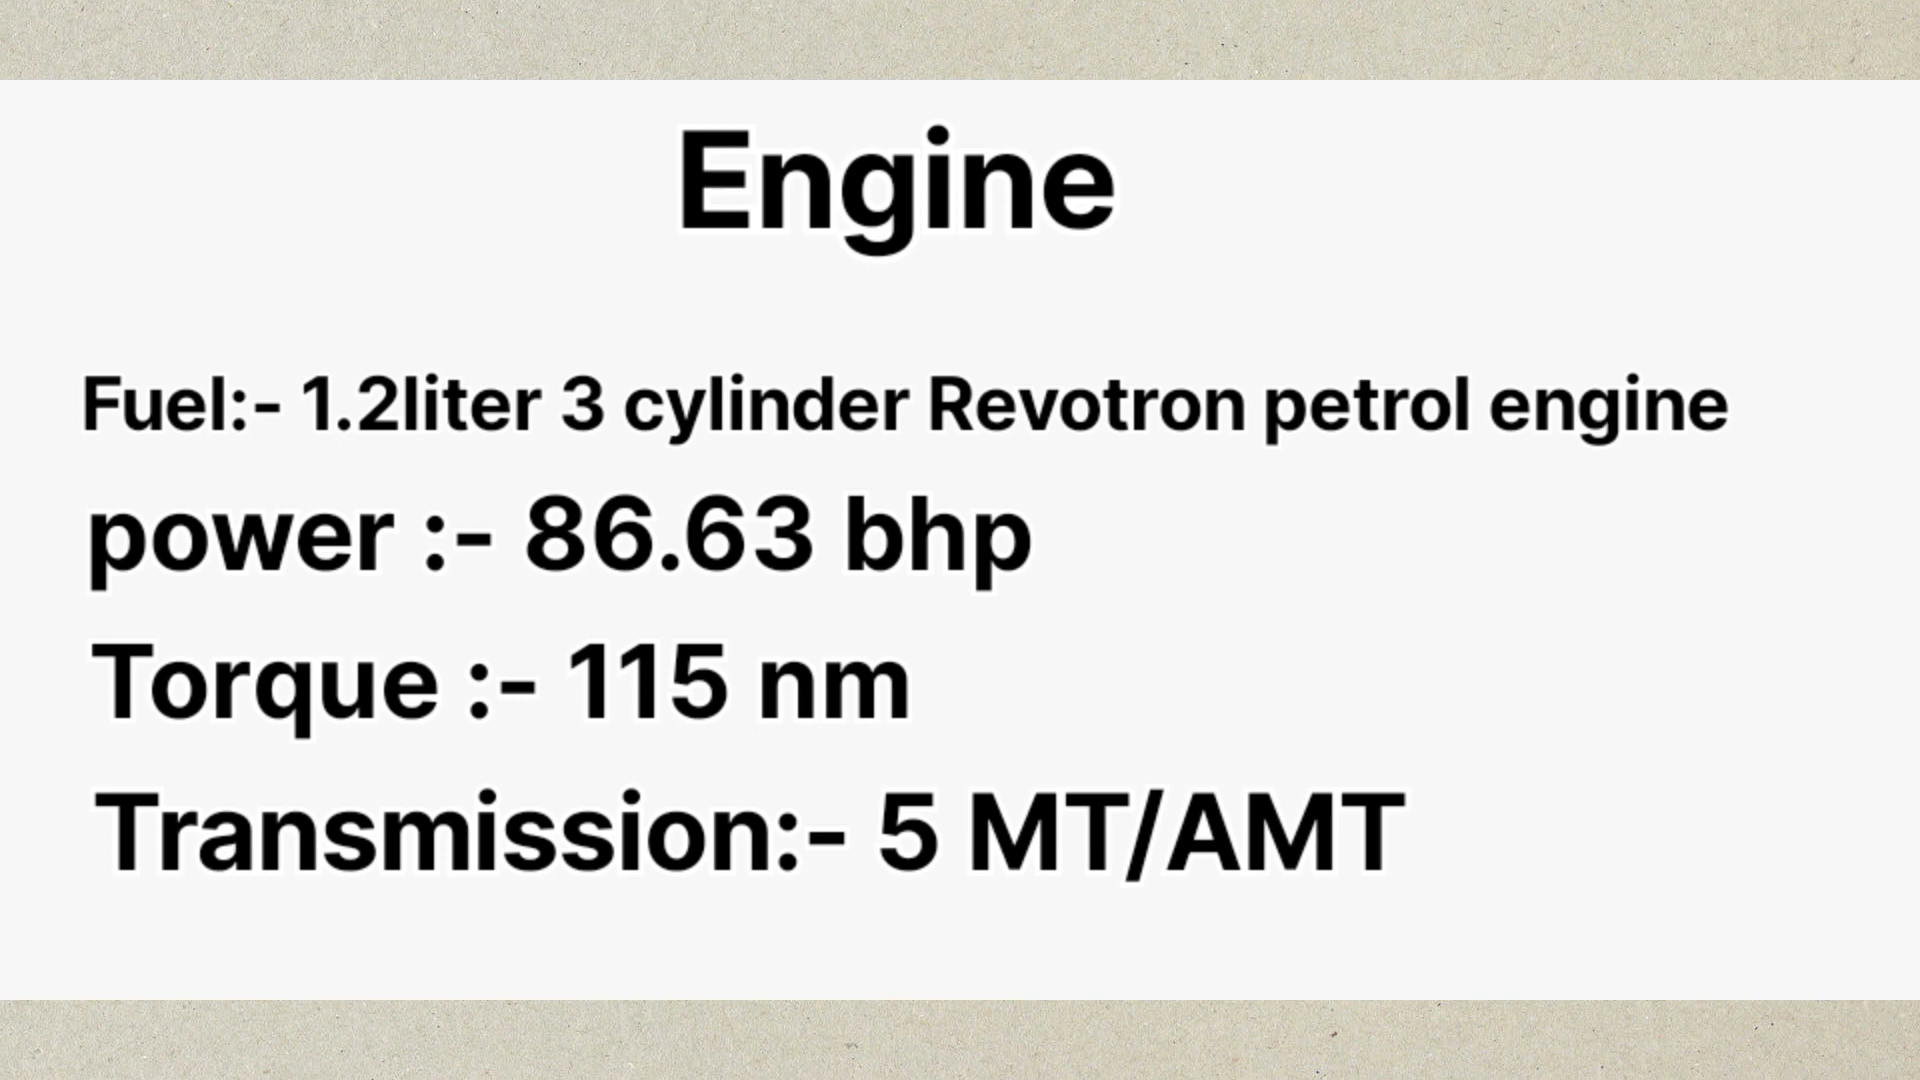 Engine
Fuel:- 1.2liter 3 cylinder Revotron petrol engine
power :- 86.63 bhp
Torque :- 115 nm
Transmission:- 5 MT/AMT